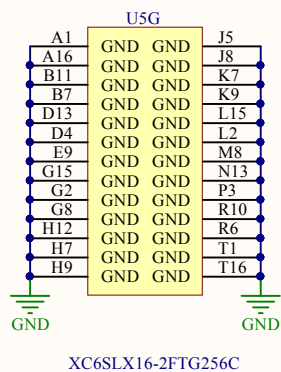 U5G
A1 GND GND J5
A16 GND GND J8
B11 GND GND K7
B7 GND GND K9
D13 GND GND L15
D4 GND GND L2
E9 GND GND M8
G15 GND GND N13
G2 GND GND P3
G8 GND GND R10
H12 GND GND R6
H7 GND GND T1
H9 GND GND T16
GND GND
XC6SLX16-2FTG256C